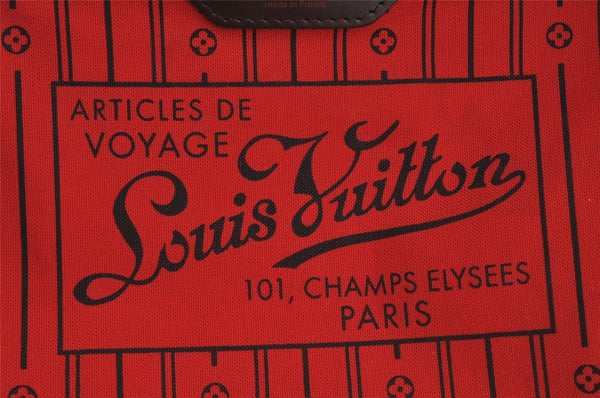 made in France
ARTICLES DE
VOYAGE
Louis Vuitton
101, CHAMPS ELYSEES
PARIS